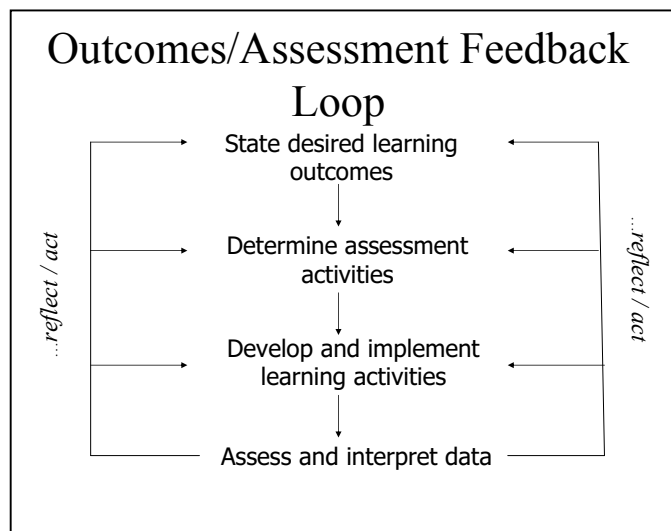 Outcomes/Assessment Feedback
Loop
State desired learning
outcomes
...reflect / act
...reflect / act
Determine assessment
activities
Develop and implement
learning activities
Assess and interpret data